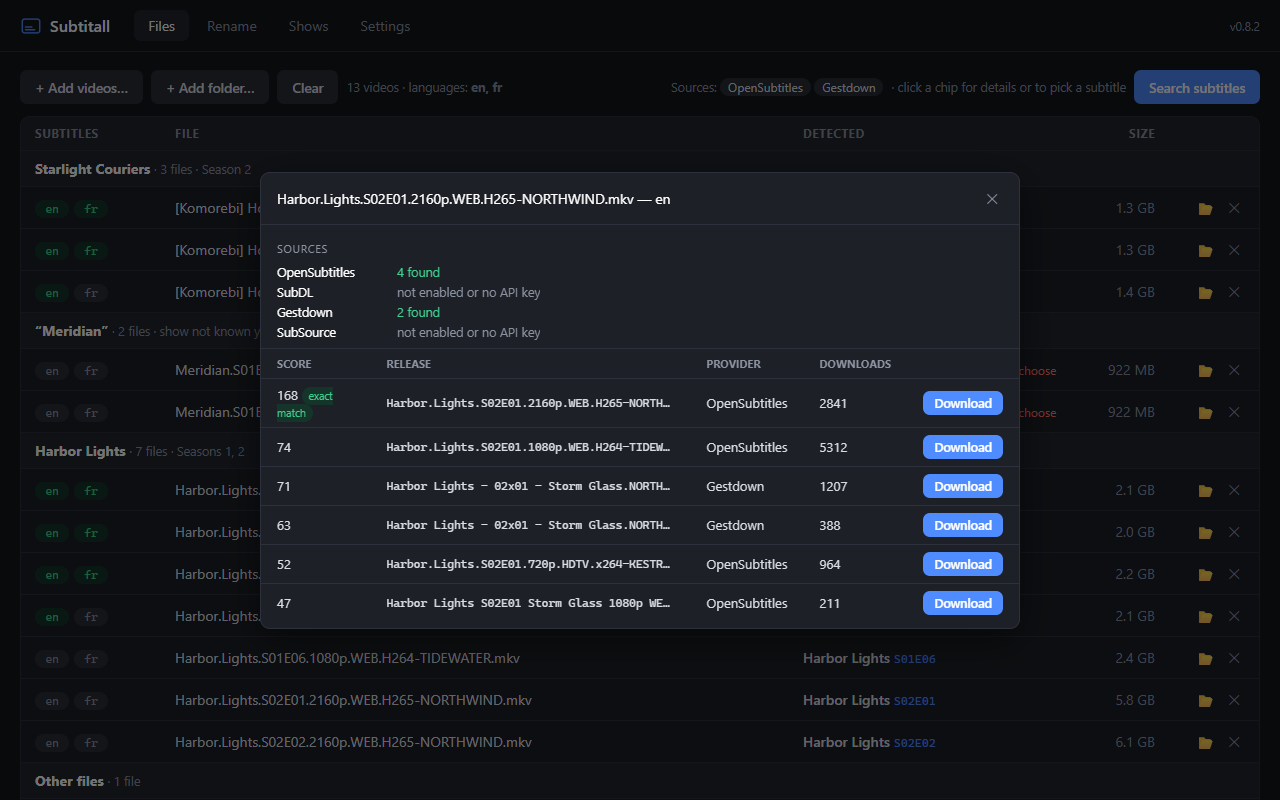 Subtitall Files Rename Shows Settings v0.8.2
+ Add videos... + Add folder... Clear 13 videos · languages: en, fr Sources: OpenSubtitles Gestdown · click a chip for details or to pick a subtitle Search subtitles
SUBTITLES FILE DETECTED SIZE
Starlight Couriers · 3 files · Season 2
en fr [Komorebi] 1.3 GB
en fr [Komorebi] 1.3 GB
en fr [Komorebi] 1.4 GB
“Meridian” · 2 files · show not known
en fr choose 922 MB
en fr choose 922 MB
Harbor Lights · 7 files · Seasons 1, 2
en fr Harbor.Lights. 2.1 GB
en fr Harbor.Lights. 2.0 GB
en fr Harbor.Lights. 2.2 GB
en fr Harbor.Lights. 2.1 GB
en fr Harbor.Lights.S01E06.1080p.WEB.H264-TIDEWATER.mkv Harbor Lights S01E06 2.4 GB
en fr Harbor.Lights.S02E01.2160p.WEB.H265-NORTHWIND.mkv Harbor Lights S02E01 5.8 GB
en fr Harbor.Lights.S02E02.2160p.WEB.H265-NORTHWIND.mkv Harbor Lights S02E02 6.1 GB
Other files · 1 file
Harbor.Lights.S02E01.2160p.WEB.H265-NORTHWIND.mkv — en
SOURCES
OpenSubtitles 4 found
SubDL not enabled or no API key
Gestdown 2 found
SubSource not enabled or no API key
SCORE RELEASE PROVIDER DOWNLOADS
168 exact match Harbor.Lights.S02E01.2160p.WEB.H265-NORTH… OpenSubtitles 2841 Download
74 Harbor.Lights.S02E01.1080p.WEB.H264-TIDEW… OpenSubtitles 5312 Download
71 Harbor Lights - 02x01 - Storm Glass.NORTH… Gestdown 1207 Download
63 Harbor Lights - 02x01 - Storm Glass.NORTH… Gestdown 388 Download
52 Harbor.Lights.S02E01.720p.HDTV.x264-KESTR… OpenSubtitles 964 Download
47 Harbor Lights S02E01 Storm Glass 1080p WE… OpenSubtitles 211 Download